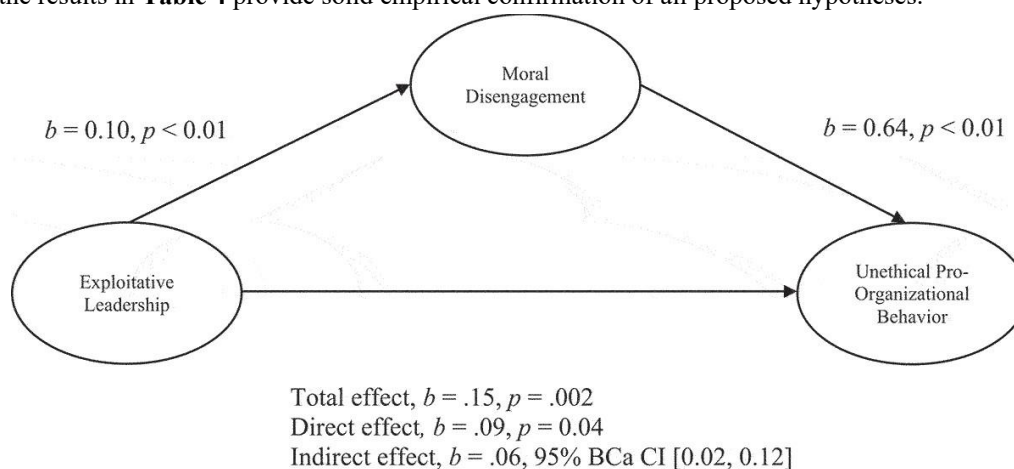 the results in Table 4 provide solid empirical confirmation of all proposed hypotheses.
Moral
Disengagement
b = 0.10, p < 0.01
b = 0.64, p < 0.01
Exploitative
Leadership
Unethical Pro-
Organizational
Behavior
Total effect, b = .15, p = .002
Direct effect, b = .09, p = 0.04
Indirect effect, b = .06, 95% BCa CI [0.02, 0.12]